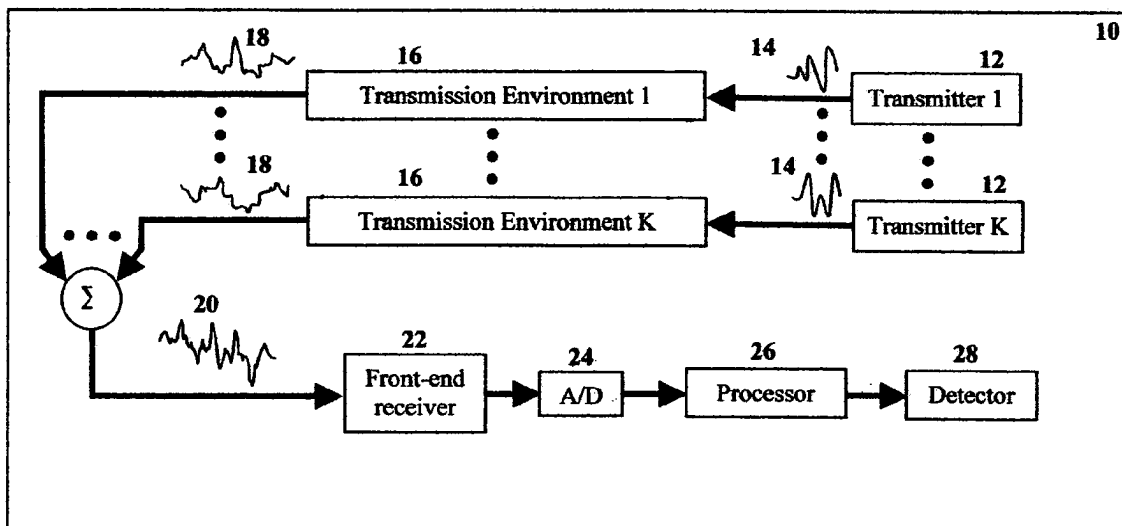 10
18 16 14 12
Transmission Environment 1
Transmitter 1
18 16 14 12
Transmission Environment K
Transmitter K
Σ
20
22 24 26 28
Front-end
receiver
A/D
Processor
Detector